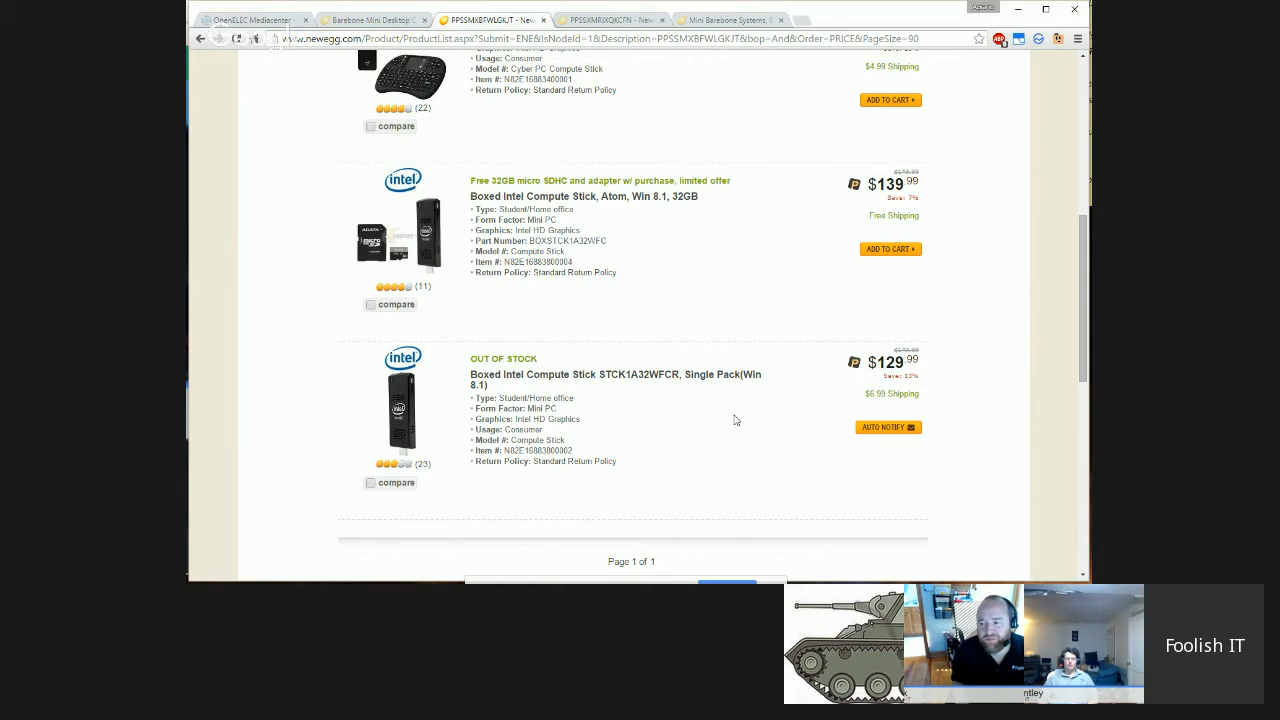 OpenELEC Mediacenter - × Barebone Mini Desktop C × PPSSMXBFWLGKJT - New × PPSSXMRIXQKCFN - New × Mini Barebone Systems, B ×
www.newegg.com/Product/ProductList.aspx?Submit=ENE&IsNodeId=1&Description=PPSSMXBFWLGKJT&bop=And&Order=PRICE&PageSize=90
ABP
• Usage: Consumer
• Model #: Cyber PC Compute Stick
• Item #: N82E16883400001
• Return Policy: Standard Return Policy
$4.99 Shipping
ADD TO CART
(22)
compare
intel
Free 32GB micro SDHC and adapter w/ purchase, limited offer
Boxed Intel Compute Stick, Atom, Win 8.1, 32GB
• Type: Student/Home office
• Form Factor: Mini PC
• Graphics: Intel HD Graphics
• Part Number: BOXSTCK1A32WFC
• Model #: Compute Stick
• Item #: N82E16883800004
• Return Policy: Standard Return Policy
$149.99
$139.99
Save: 7%
Free Shipping
ADD TO CART
ADATA
(11)
compare
intel
OUT OF STOCK
Boxed Intel Compute Stick STCK1A32WFCR, Single Pack(Win
8.1)
• Type: Student/Home office
• Form Factor: Mini PC
• Graphics: Intel HD Graphics
• Usage: Consumer
• Model #: Compute Stick
• Item #: N82E16883800002
• Return Policy: Standard Return Policy
$149.99
$129.99
Save: 13%
$6.99 Shipping
AUTO NOTIFY
(23)
compare
Page 1 of 1
Foolish IT
ntley